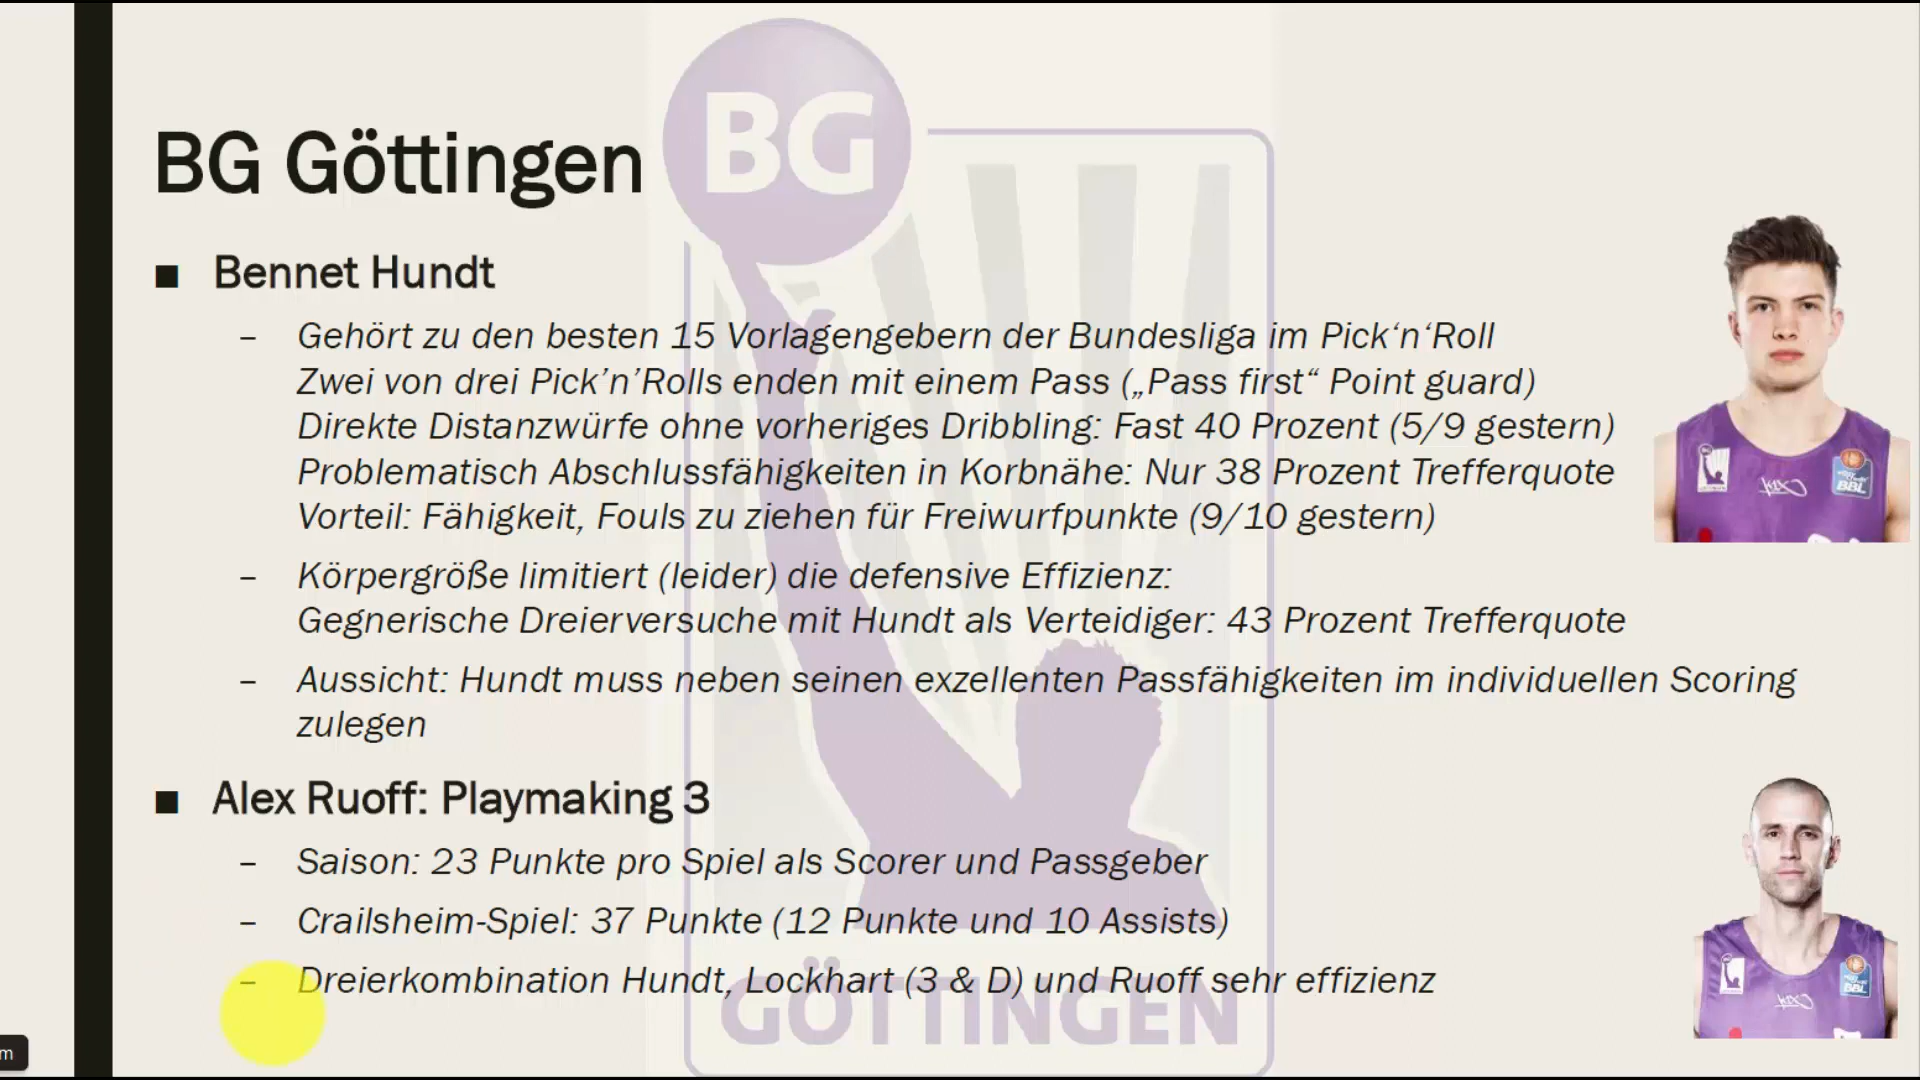 BG
BG Göttingen
■ Bennet Hundt
– Gehört zu den besten 15 Vorlagengebern der Bundesliga im Pick‘n‘Roll
Zwei von drei Pick’n’Rolls enden mit einem Pass („Pass first“ Point guard)
Direkte Distanzwürfe ohne vorheriges Dribbling: Fast 40 Prozent (5/9 gestern)
Problematisch Abschlussfähigkeiten in Korbnähe: Nur 38 Prozent Trefferquote
Vorteil: Fähigkeit, Fouls zu ziehen für Freiwurfpunkte (9/10 gestern)
– Körpergröße limitiert (leider) die defensive Effizienz:
Gegnerische Dreierversuche mit Hundt als Verteidiger: 43 Prozent Trefferquote
– Aussicht: Hundt muss neben seinen exzellenten Passfähigkeiten im individuellen Scoring
zulegen
■ Alex Ruoff: Playmaking 3
– Saison: 23 Punkte pro Spiel als Scorer und Passgeber
– Crailsheim-Spiel: 37 Punkte (12 Punkte und 10 Assists)
– Dreierkombination Hundt, Lockhart (3 & D) und Ruoff sehr effizienz
GÖTTINGEN
BBL
BBL
m